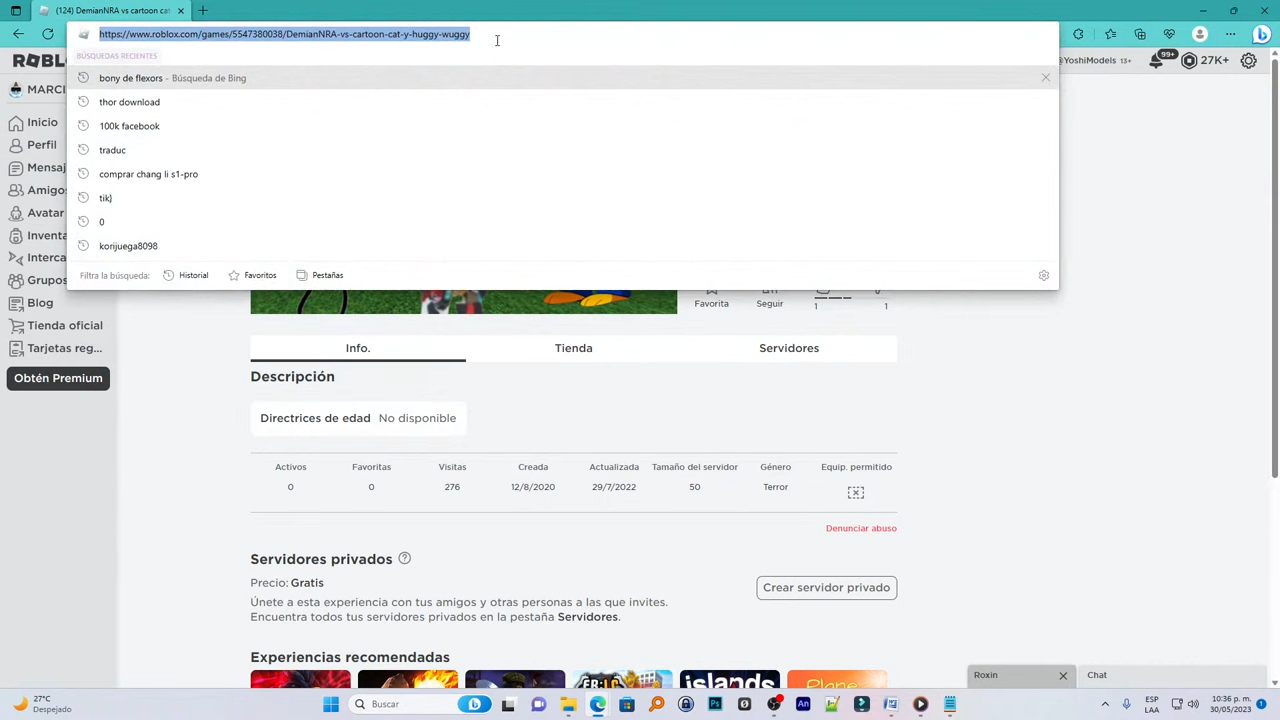 (124) DemianNRA vs cartoon cat y
https://www.roblox.com/games/5547380038/DemianNRA-vs-cartoon-cat-y-huggy-wuggy
BÚSQUEDAS RECIENTES
bony de flexors - Búsqueda de Bing
thor download
100k facebook
traduc
comprar chang li s1-pro
tik}
0
korijuega8098
Filtra la búsqueda: Historial Favoritos Pestañas
@YoshiModels 13+ 99+ 27K+
MARCI
Inicio
Perfil
Mensa
Amigos
Avatar
Inventa
Interca
Grupos
Blog
Tienda oficial
Tarjetas reg...
Obtén Premium
Favorita Seguir 1 1
Info. Tienda Servidores
Descripción
Directrices de edad No disponible
Activos Favoritas Visitas Creada Actualizada Tamaño del servidor Género Equip. permitido
0 0 276 12/8/2020 29/7/2022 50 Terror
Denunciar abuso
Servidores privados
Precio: Gratis
Crear servidor privado
Únete a esta experiencia con tus amigos y otras personas a las que invites.
Encuentra todos tus servidores privados en la pestaña Servidores.
Experiencias recomendadas
islands
Plane
Roxin Chat
27°C
Despejado
Buscar
ESP
LAA
10:36 p. m.
30/05/2023